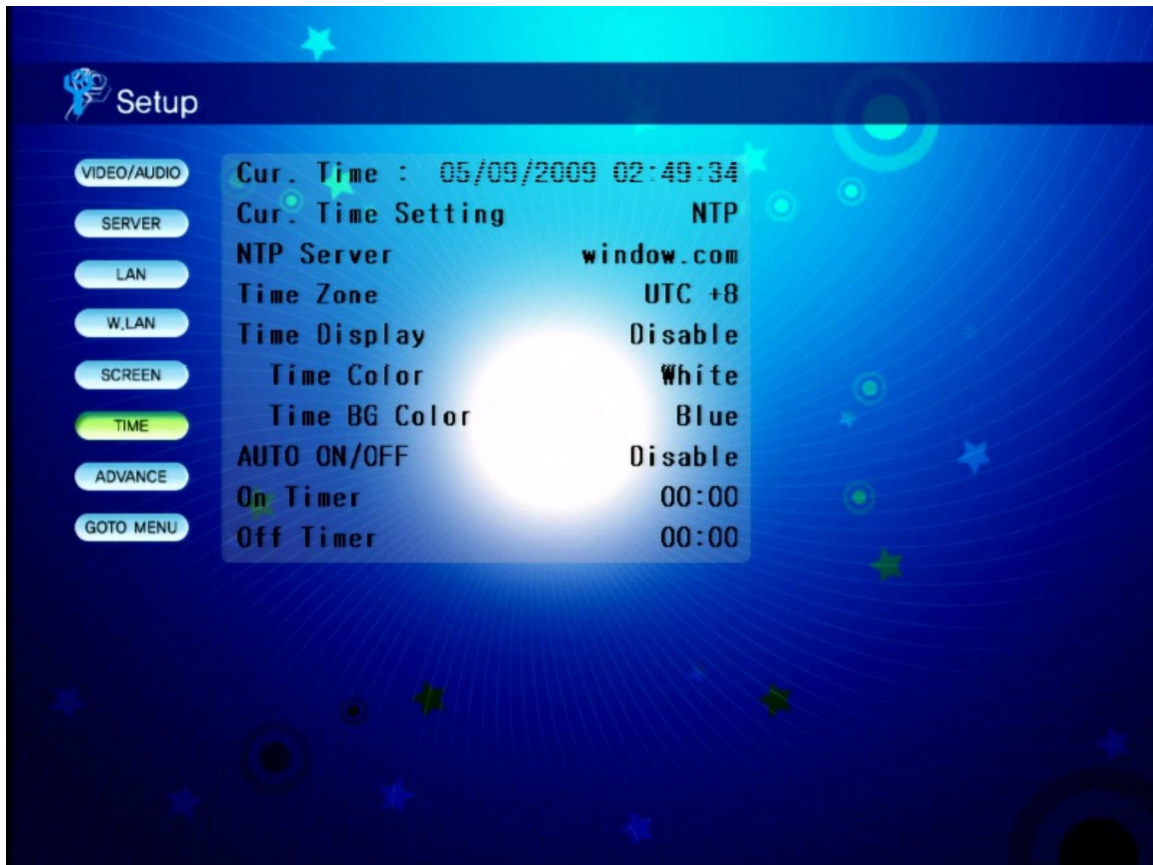 Setup
VIDEO/AUDIO
SERVER
LAN
W.LAN
SCREEN
TIME
ADVANCE
GOTO MENU
Cur. Time : 05/09/2009 02:49:34
Cur. Time Setting NTP
NTP Server window.com
Time Zone UTC +8
Time Display Disable
Time Color White
Time BG Color Blue
AUTO ON/OFF Disable
On Timer 00:00
Off Timer 00:00